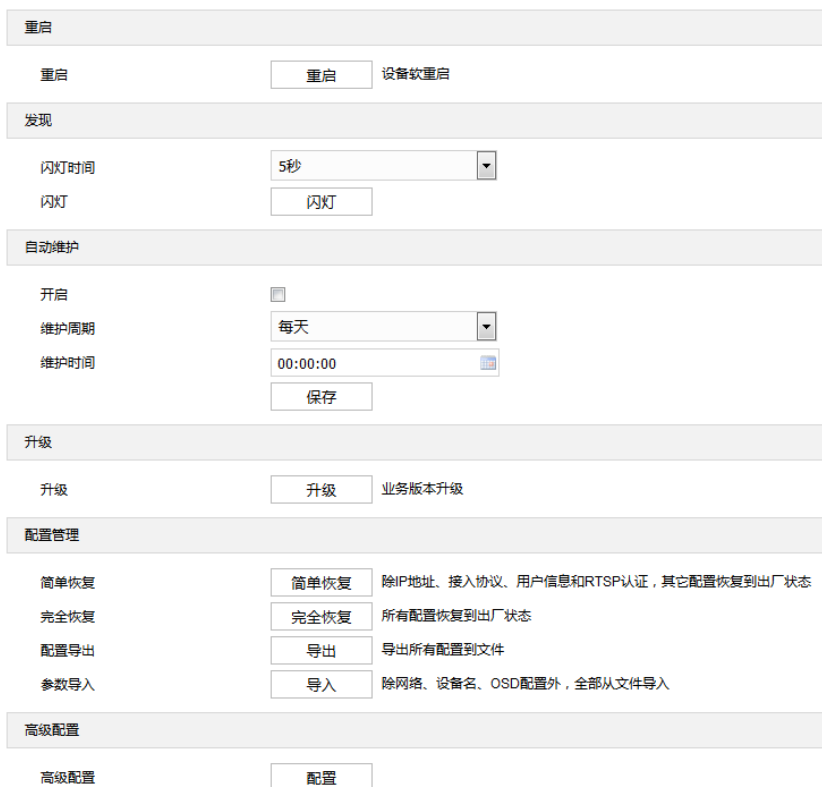 重启
重启 重启 设备软重启
发现
闪灯时间 5秒
闪灯 闪灯
自动维护
开启
维护周期 每天
维护时间 00:00:00
保存
升级
升级 升级 业务版本升级
配置管理
简单恢复 简单恢复 除IP地址、接入协议、用户信息和RTSP认证，其它配置恢复到出厂状态
完全恢复 完全恢复 所有配置恢复到出厂状态
配置导出 导出 导出所有配置到文件
参数导入 导入 除网络、设备名、OSD配置外，全部从文件导入
高级配置
高级配置 配置